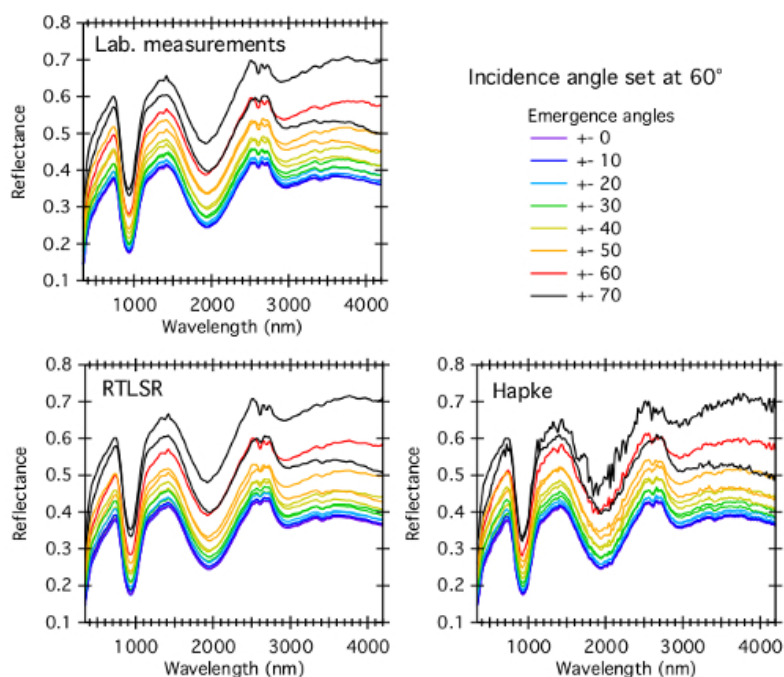 0.8
0.7
0.6
0.5
0.4
0.3
0.2
0.1
Reflectance
Lab. measurements
1000 2000 3000 4000
Wavelength (nm)
Incidence angle set at 60°
Emergence angles
+- 0
+- 10
+- 20
+- 30
+- 40
+- 50
+- 60
+- 70
0.8
0.7
0.6
0.5
0.4
0.3
0.2
0.1
Reflectance
RTLSR
1000 2000 3000 4000
Wavelength (nm)
0.8
0.7
0.6
0.5
0.4
0.3
0.2
0.1
Reflectance
Hapke
1000 2000 3000 4000
Wavelength (nm)